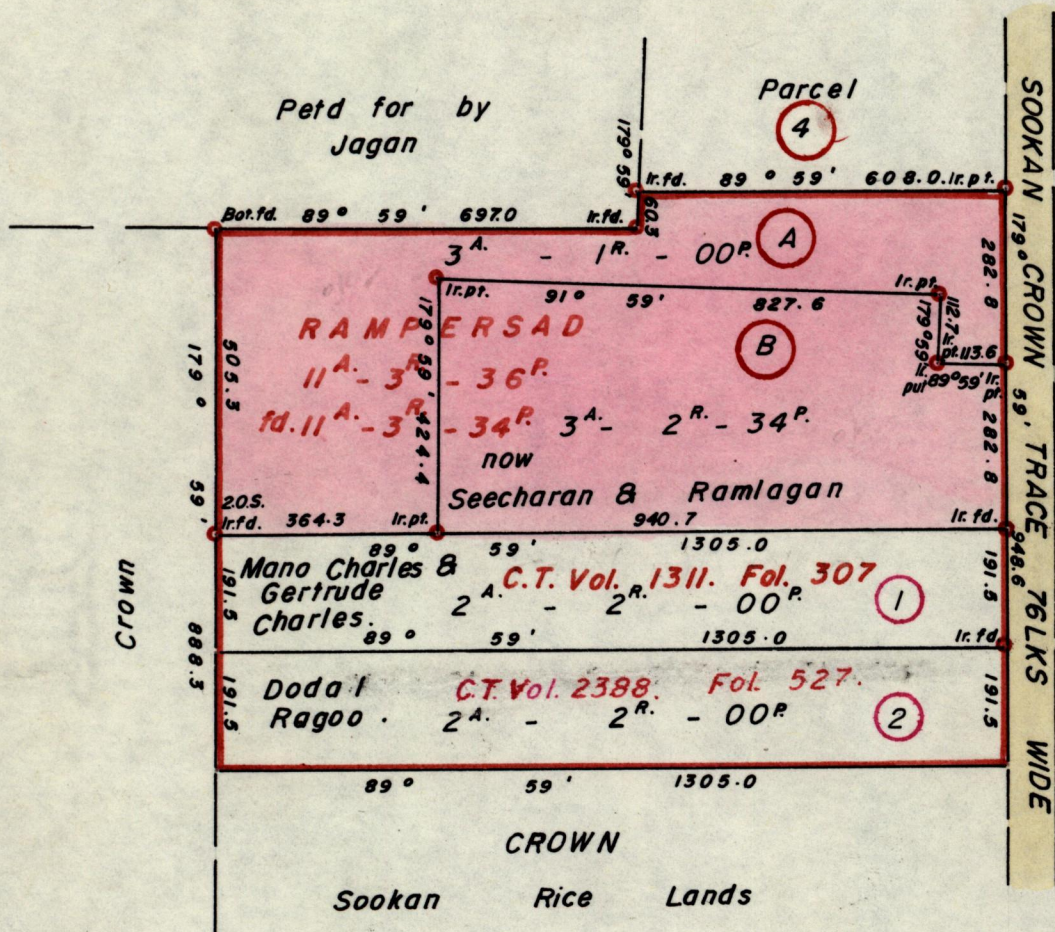 Petd for by
Jagan
Parcel
4
179° 59'
Ir.fd. 89° 59' 608.0. Ir.pt.
Bot.fd. 89° 59' 697.0 Ir.fd.
60.3
3A. - 1R. - 00P.
A
282.8
Ir.pt. 91° 59' 827.6 Ir.pt.
179° 59' 424.4
112.7
179° 59'
Ir.
pt. 113.6
Ir.
put 89° 59' Ir.
pt.
B
RAMPERSAD
11A. - 3R. - 36P.
fd. 11A. - 3R. - 34P.
3A. - 2R. - 34P.
now
Seecharan & Ramlagan
505.3
282.8
179° 59'
2.O.S.
Ir.fd. 364.3 Ir.pt. 940.7 Ir.fd.
89° 59' 1305.0
Mano Charles &
Gertrude
Charles.
C.T. Vol. 1311. Fol. 307
2A. - 2R. - 00P.
1
191.5
191.5
89° 59' 1305.0 Ir.fd.
Dodal
Ragoo.
C.T. Vol. 2388. Fol. 527.
2A. - 2R. - 00P.
2
191.5
191.5
89° 59' 1305.0
Crown
888.3
CROWN
Sookan Rice Lands
SOOKAN CROWN TRACE 76 LKS WIDE
179° 59' 948.6